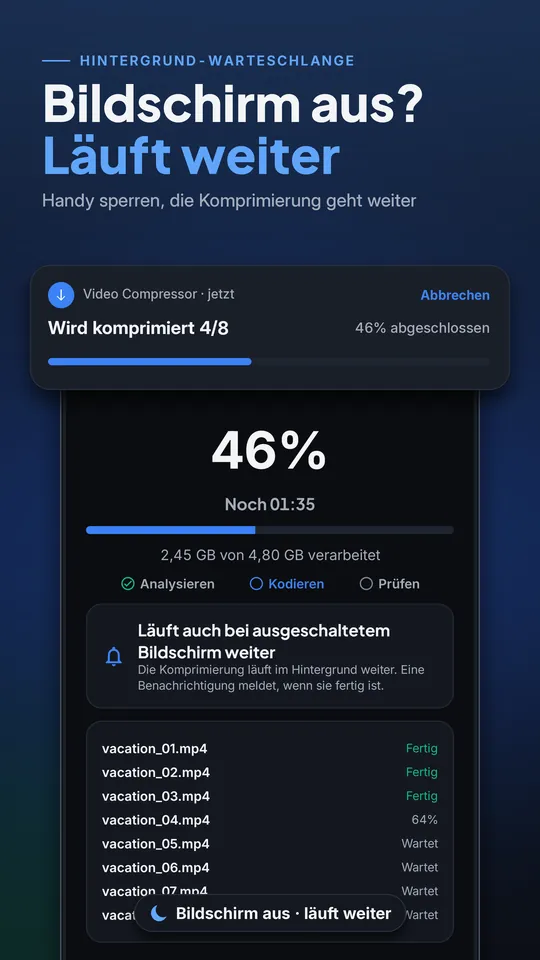 HINTERGRUND-WARTESCHLANGE
Bildschirm aus?
Läuft weiter
Handy sperren, die Komprimierung geht weiter
Video Compressor · jetzt
Abbrechen
Wird komprimiert 4/8
46% abgeschlossen
46%
Noch 01:35
2,45 GB von 4,80 GB verarbeitet
Analysieren
Kodieren
Prüfen
Läuft auch bei ausgeschaltetem
Bildschirm weiter
Die Komprimierung läuft im Hintergrund weiter. Eine
Benachrichtigung meldet, wenn sie fertig ist.
vacation_01.mp4 Fertig
vacation_02.mp4 Fertig
vacation_03.mp4 Fertig
vacation_04.mp4 64%
vacation_05.mp4 Wartet
vacation_06.mp4 Wartet
vacation_07.mp4 Wartet
Wartet
Bildschirm aus · läuft weiter